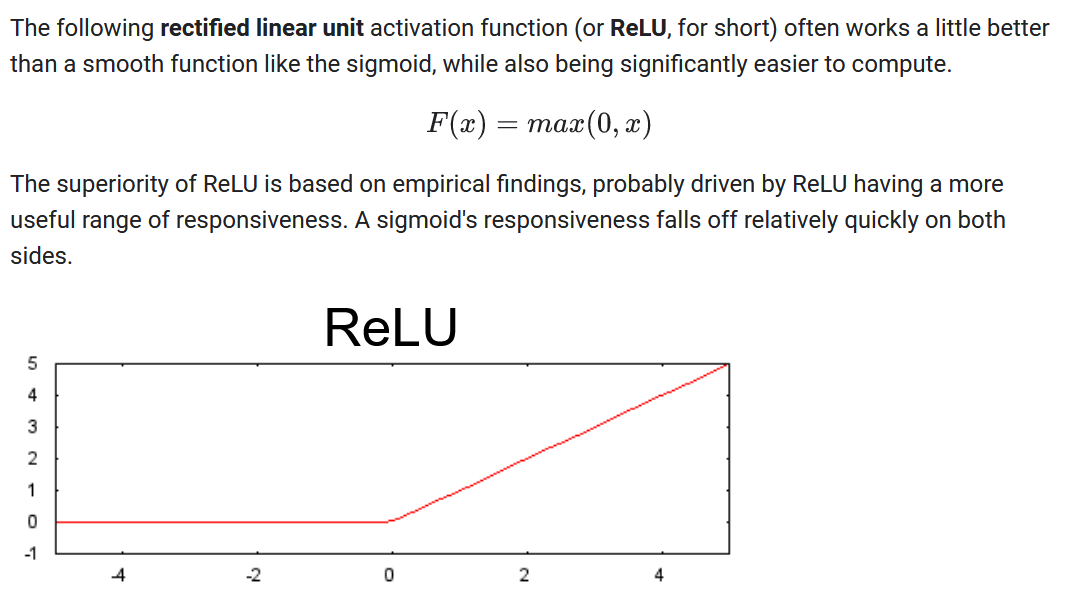 The following rectified linear unit activation function (or ReLU, for short) often works a little better
than a smooth function like the sigmoid, while also being significantly easier to compute.
F(x) = max(0, x)
The superiority of ReLU is based on empirical findings, probably driven by ReLU having a more
useful range of responsiveness. A sigmoid's responsiveness falls off relatively quickly on both
sides.
ReLU
5
4
3
2
1
0
-1
-4 -2 0 2 4